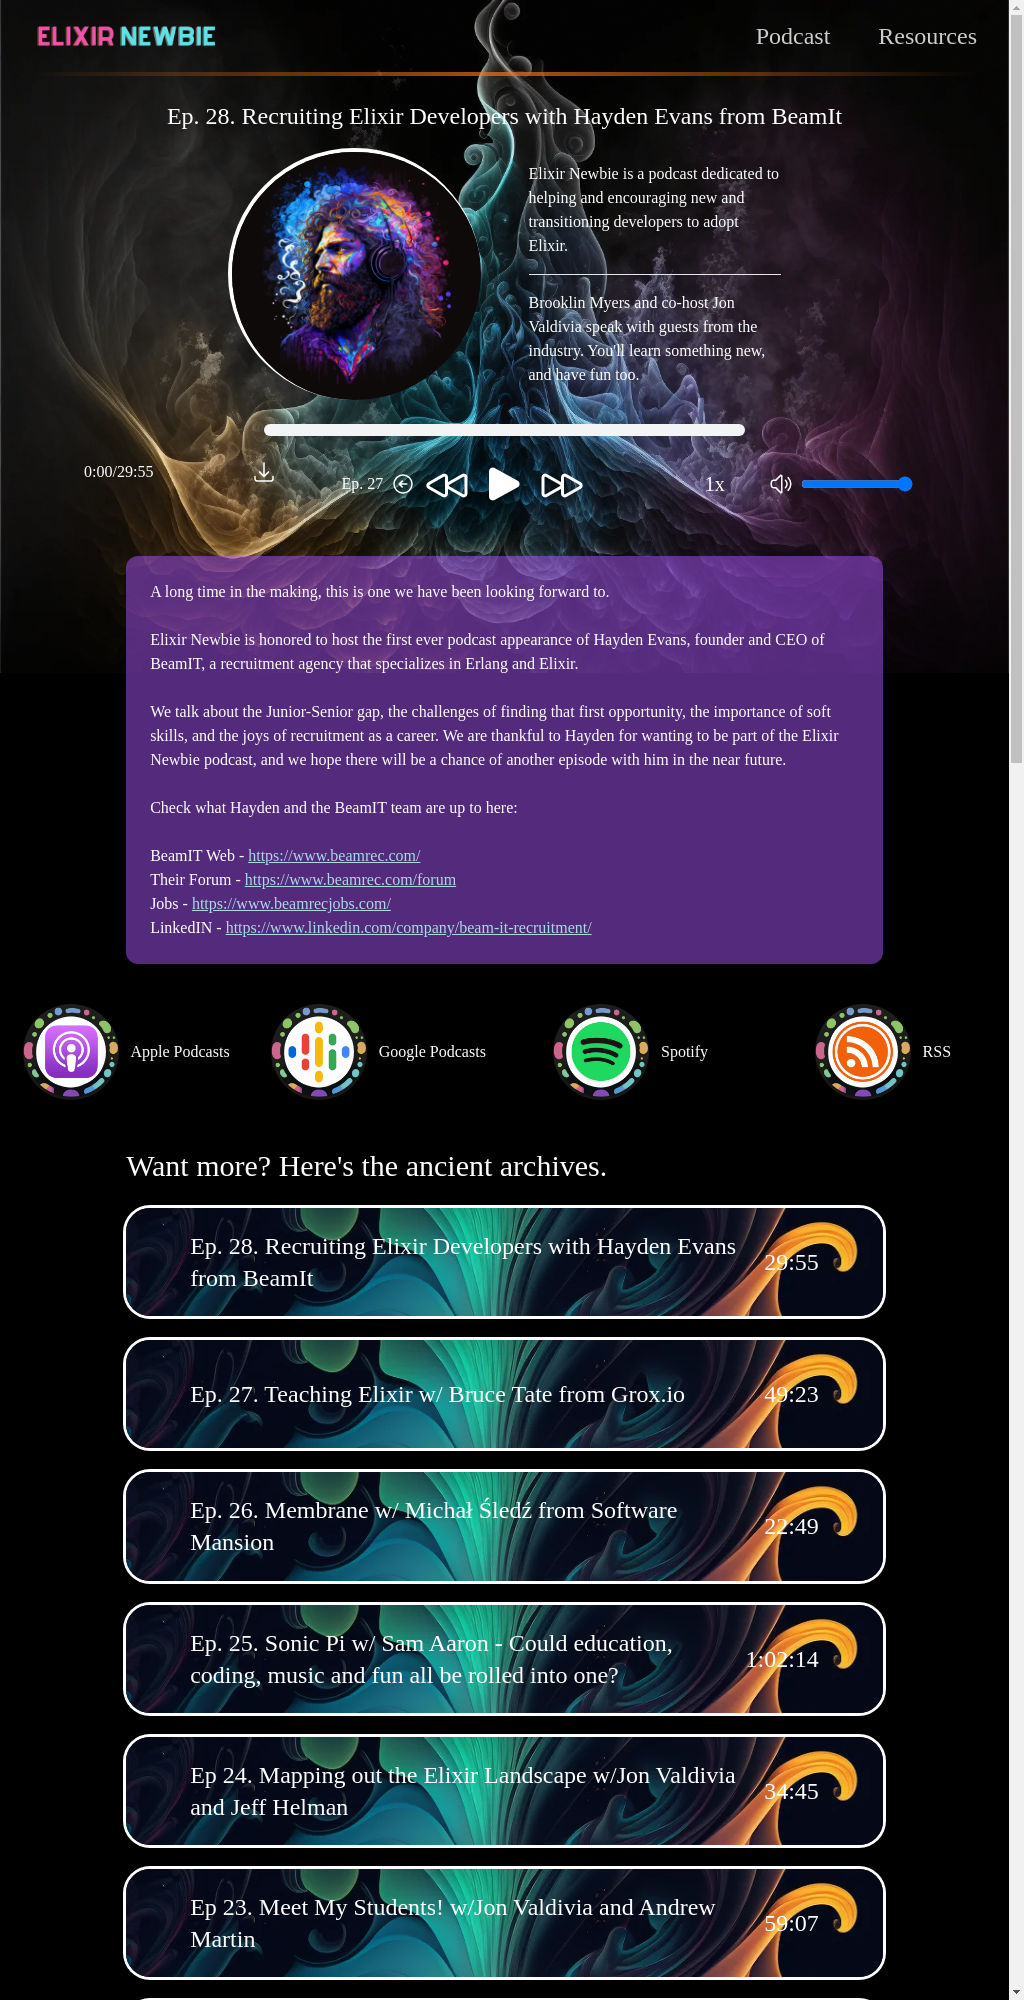 ELIXIR NEWBIE
Podcast
Resources
Ep. 28. Recruiting Elixir Developers with Hayden Evans from BeamIt
Elixir Newbie is a podcast dedicated to
helping and encouraging new and
transitioning developers to adopt
Elixir.
Brooklin Myers and co-host Jon
Valdivia speak with guests from the
industry. You'll learn something new,
and have fun too.
0:00/29:55
Ep. 27
1x
A long time in the making, this is one we have been looking forward to.
Elixir Newbie is honored to host the first ever podcast appearance of Hayden Evans, founder and CEO of
BeamIT, a recruitment agency that specializes in Erlang and Elixir.
We talk about the Junior-Senior gap, the challenges of finding that first opportunity, the importance of soft
skills, and the joys of recruitment as a career. We are thankful to Hayden for wanting to be part of the Elixir
Newbie podcast, and we hope there will be a chance of another episode with him in the near future.
Check what Hayden and the BeamIT team are up to here:
BeamIT Web - https://www.beamrec.com/
Their Forum - https://www.beamrec.com/forum
Jobs - https://www.beamrecjobs.com/
LinkedIN - https://www.linkedin.com/company/beam-it-recruitment/
Apple Podcasts
Google Podcasts
Spotify
RSS
Want more? Here's the ancient archives.
Ep. 28. Recruiting Elixir Developers with Hayden Evans
from BeamIt
29:55
Ep. 27. Teaching Elixir w/ Bruce Tate from Grox.io
49:23
Ep. 26. Membrane w/ Michał Śledź from Software
Mansion
22:49
Ep. 25. Sonic Pi w/ Sam Aaron - Could education,
coding, music and fun all be rolled into one?
1:02:14
Ep 24. Mapping out the Elixir Landscape w/Jon Valdivia
and Jeff Helman
34:45
Ep 23. Meet My Students! w/Jon Valdivia and Andrew
Martin
59:07